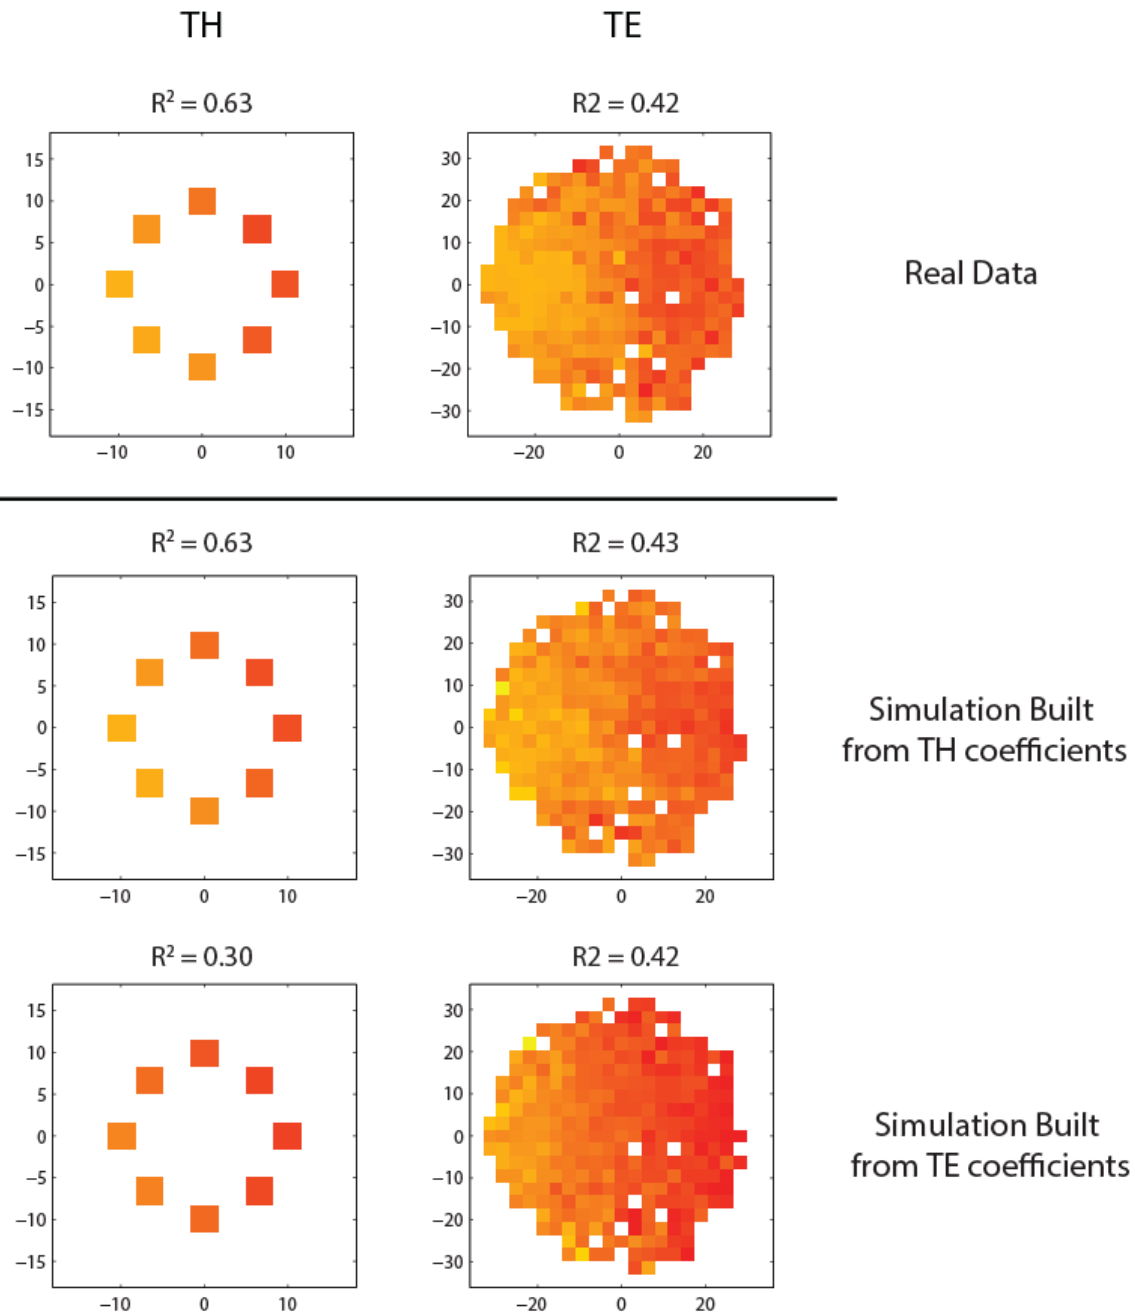 TH TE
R² = 0.63 R2 = 0.42
15 10 5 0 −5 −10 −15
−10 0 10
30 20 10 0 −10 −20 −30
−20 0 20
Real Data
R² = 0.63 R2 = 0.43
15 10 5 0 −5 −10 −15
−10 0 10
30 20 10 0 −10 −20 −30
−20 0 20
Simulation Built
from TH coefficients
R² = 0.30 R2 = 0.42
15 10 5 0 −5 −10 −15
−10 0 10
30 20 10 0 −10 −20 −30
−20 0 20
Simulation Built
from TE coefficients